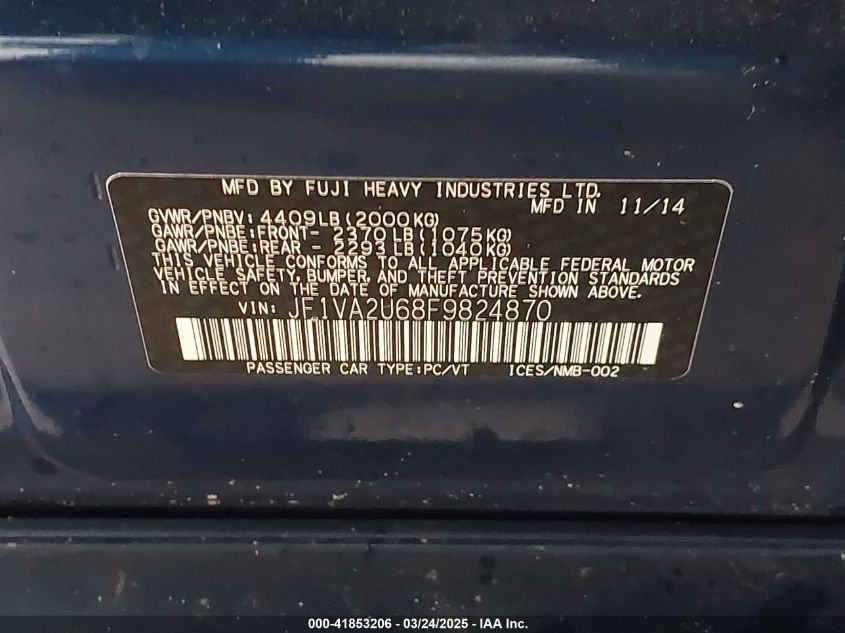 MFD BY FUJI HEAVY INDUSTRIES LTD.
MFD IN 11/14
GVWR/PNBV: 4409LB(2000KG)
GAWR/PNBE:FRONT- 2370LB(1075KG)
GAWR/PNBE:REAR - 2293LB(1040KG)
THIS VEHICLE CONFORMS TO ALL APPLICABLE FEDERAL MOTOR
VEHICLE SAFETY, BUMPER, AND THEFT PREVENTION STANDARDS
IN EFFECT ON THE DATE OF MANUFACTURE SHOWN ABOVE.
VIN: JF1VA2U68F9824870
PASSENGER CAR TYPE:PC/VT ICES/NMB-002
000-41853206 - 03/24/2025 - IAA Inc.